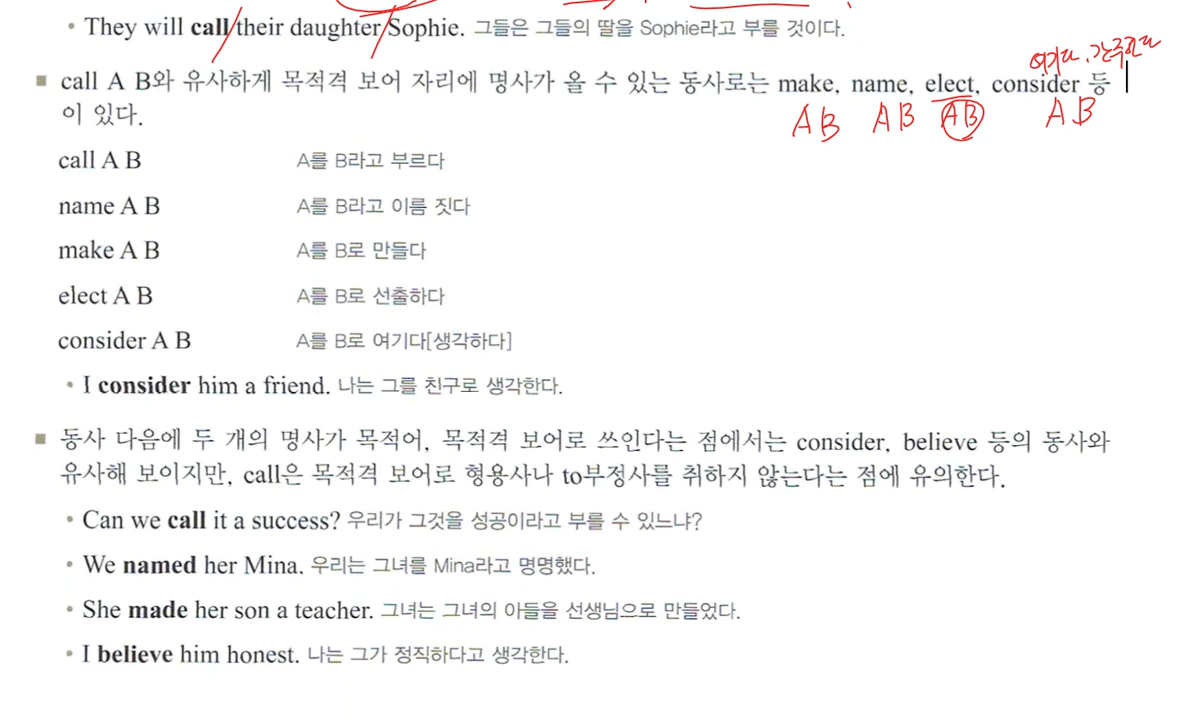 • They will call/their daughter/Sophie. 그들은 그들의 딸을 Sophie라고 부를 것이다.
여기다, 간주하다
■ call A B와 유사하게 목적격 보어 자리에 명사가 올 수 있는 동사로는 make, name, elect, consider 등
이 있다.
AB AB AB AB
call A B A를 B라고 부르다
name A B A를 B라고 이름 짓다
make A B A를 B로 만들다
elect A B A를 B로 선출하다
consider A B A를 B로 여기다[생각하다]
• I consider him a friend. 나는 그를 친구로 생각한다.
■ 동사 다음에 두 개의 명사가 목적어, 목적격 보어로 쓰인다는 점에서는 consider, believe 등의 동사와
유사해 보이지만, call은 목적격 보어로 형용사나 to부정사를 취하지 않는다는 점에 유의한다.
• Can we call it a success? 우리가 그것을 성공이라고 부를 수 있느냐?
• We named her Mina. 우리는 그녀를 Mina라고 명명했다.
• She made her son a teacher. 그녀는 그녀의 아들을 선생님으로 만들었다.
• I believe him honest. 나는 그가 정직하다고 생각한다.